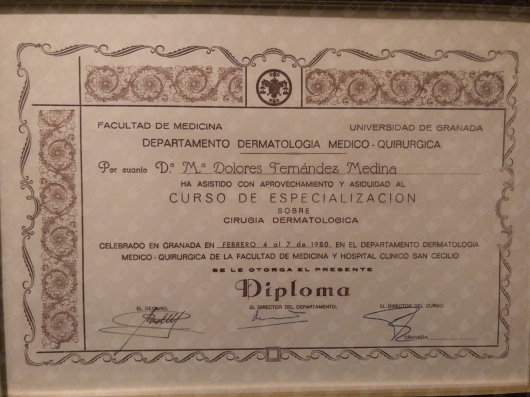 FACULTAD DE MEDICINA UNIVERSIDAD DE GRANADA
DEPARTAMENTO DERMATOLOGIA MEDICO - QUIRURGICA
Por cuanto D.ª M.ª Dolores Fernández Medina
HA ASISTIDO CON APROVECHAMIENTO Y ASIDUIDAD AL
CURSO DE ESPECIALIZACION
SOBRE
CIRUGIA DERMATOLOGICA
CELEBRADO EN GRANADA EN FEBRERO 4 al 7 de 1980, EN EL DEPARTAMENTO DERMATOLOGIA
MEDICO - QUIRURGICA DE LA FACULTAD DE MEDICINA Y HOSPITAL CLINICO SAN CECILIO
SE LE OTORGA EL PRESENTE
Diploma
EL DECANO, EL DIRECTOR DEL DEPARTAMENTO, EL DIRECTOR DEL CURSO,
GRANADA